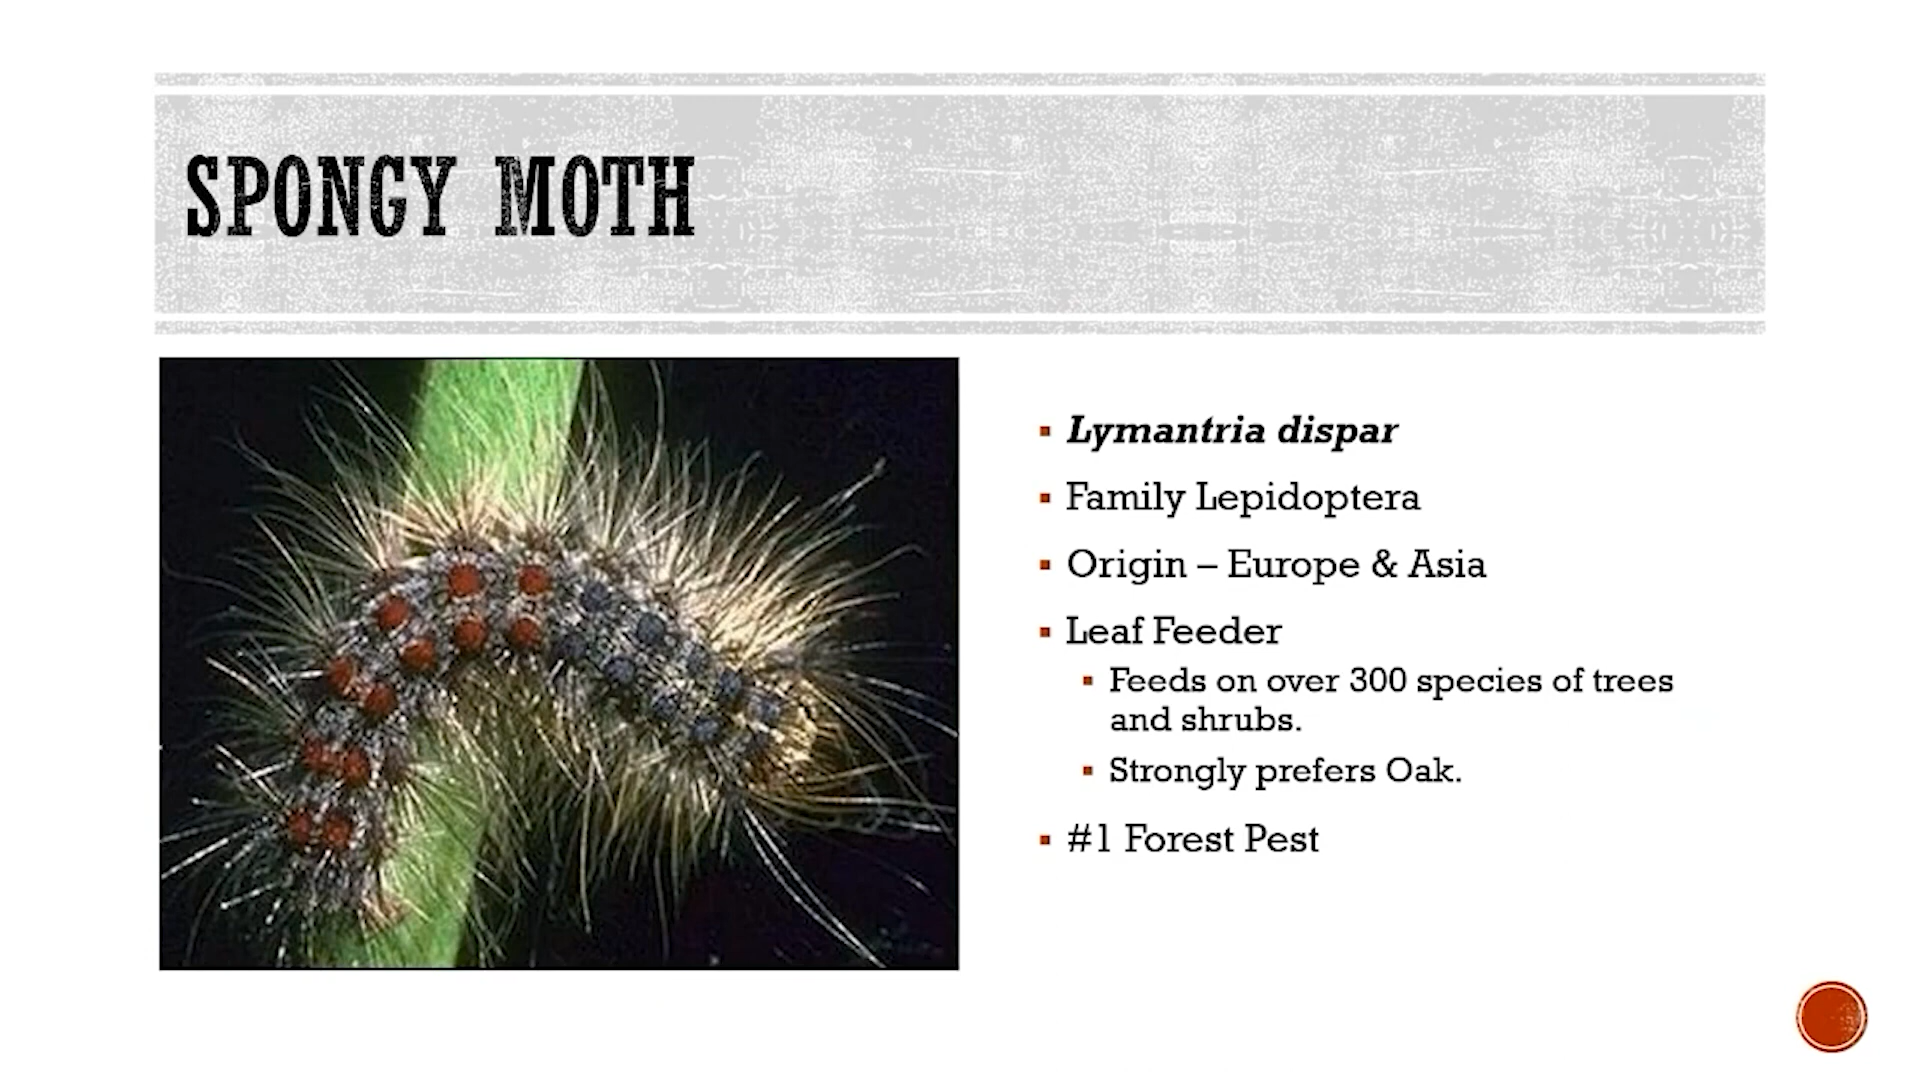 SPONGY MOTH
Lymantria dispar
Family Lepidoptera
Origin – Europe & Asia
Leaf Feeder
Feeds on over 300 species of trees
and shrubs.
Strongly prefers Oak.
#1 Forest Pest